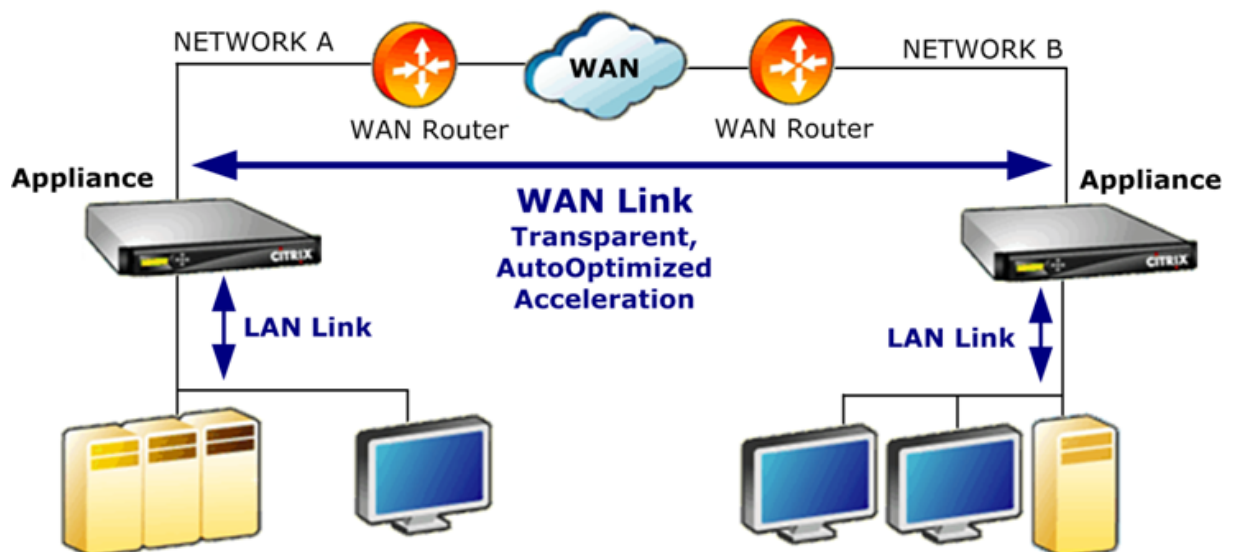 NETWORK A
WAN
NETWORK B
WAN Router
WAN Router
Appliance
Appliance
WAN Link
Transparent,
AutoOptimized
Acceleration
CITRIX
CITRIX
LAN Link
LAN Link